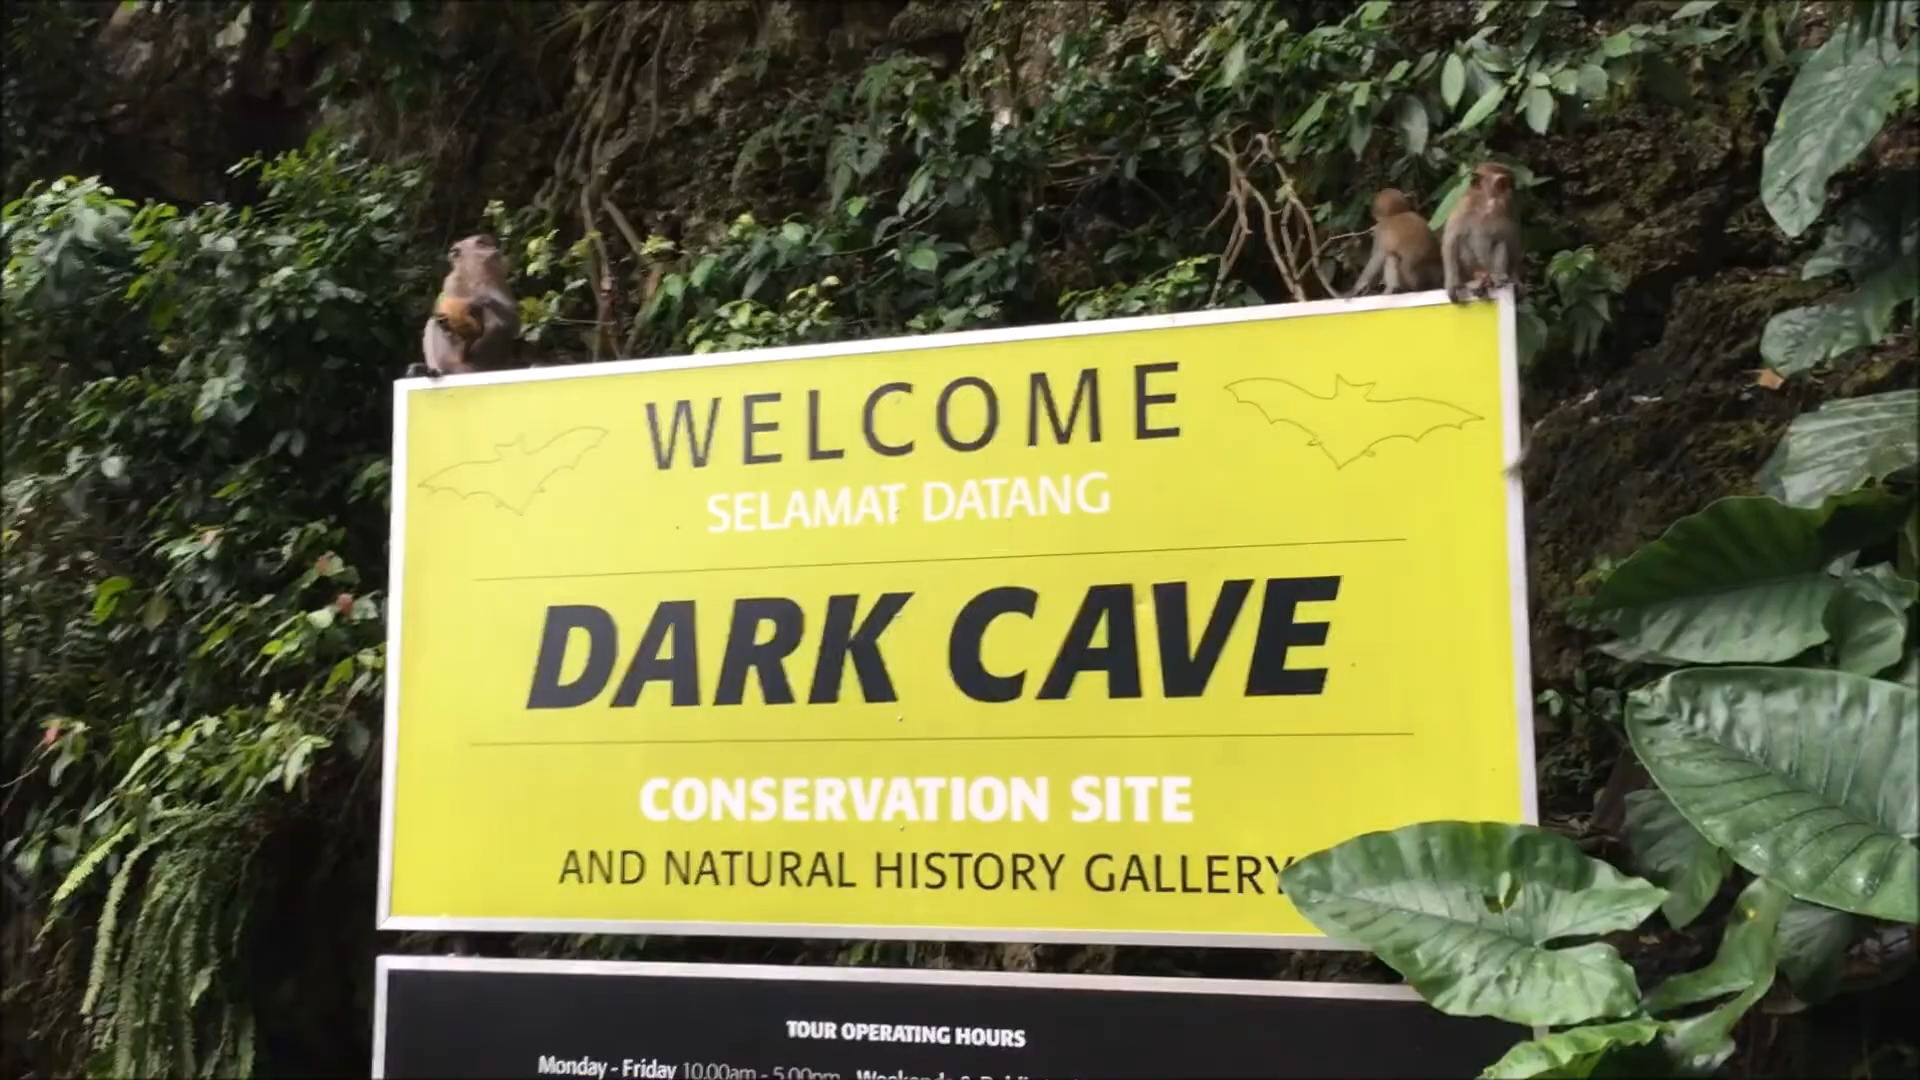 WELCOME
SELAMAT DATANG
DARK CAVE
CONSERVATION SITE
AND NATURAL HISTORY GALLERY
TOUR OPERATING HOURS
Monday - Friday 10.00am - 5.00pm